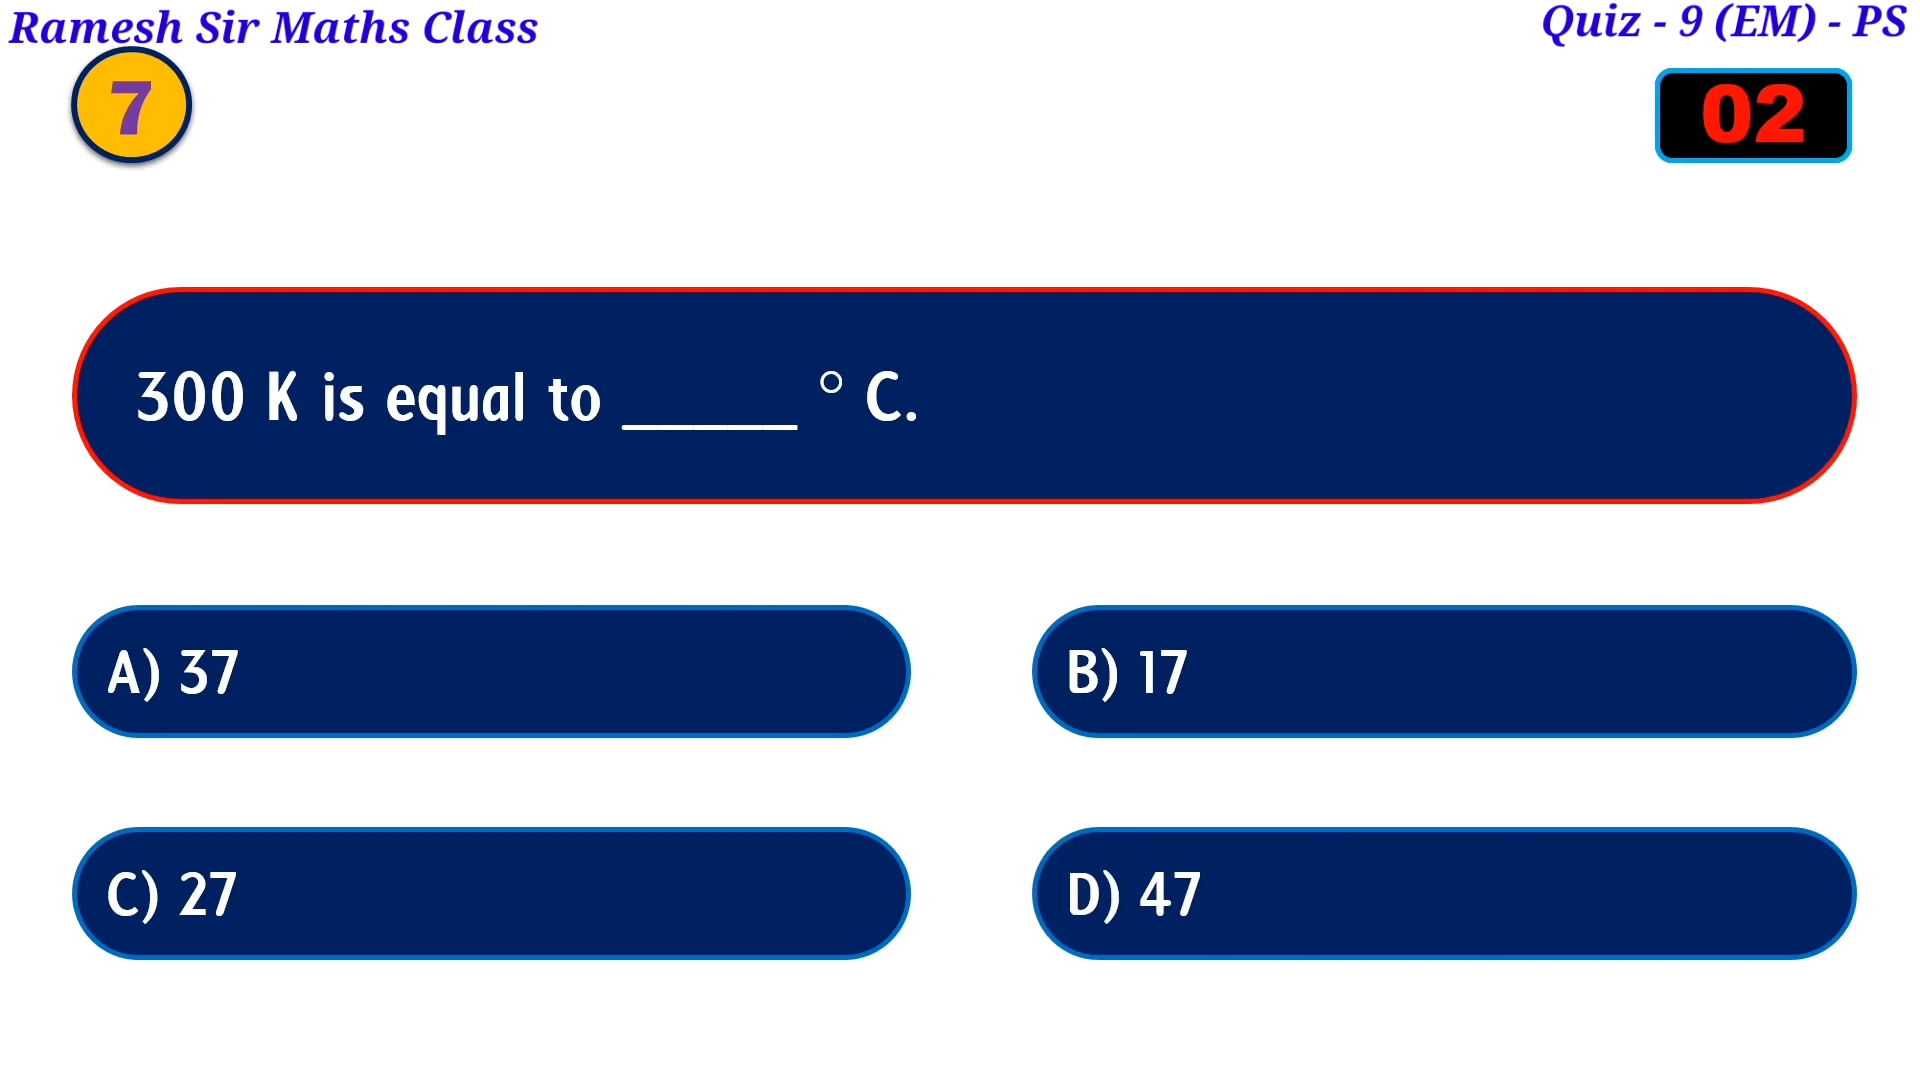 Ramesh Sir Maths Class
Quiz - 9 (EM) - PS
7
02
300 K is equal to _____ ° C.
A) 37
B) 17
C) 27
D) 47